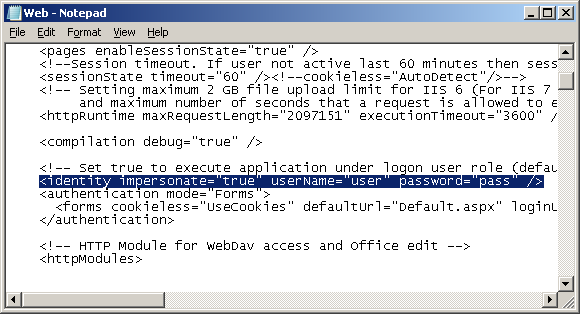 Web - Notepad
File Edit Format View Help
<pages enableSessionState="true" />
<!--Session timeout. If user not active last 60 minutes then sess
<sessionState timeout="60" /><!--cookieless="AutoDetect"/-->
<!-- Setting maximum 2 GB file upload limit for IIS 6 (For IIS 7
and maximum number of seconds that a request is allowed to e
<httpRuntime maxRequestLength="2097151" executionTimeout="3600" /
<compilation debug="true" />
<!-- Set true to execute application under logon user role (defau
<identity impersonate="true" userName="user" password="pass" />
<authentication mode="Forms">
<forms cookieless="UseCookies" defaultUrl="Default.aspx" loginU
</authentication>
<!-- HTTP Module for WebDav access and Office edit -->
<httpModules>